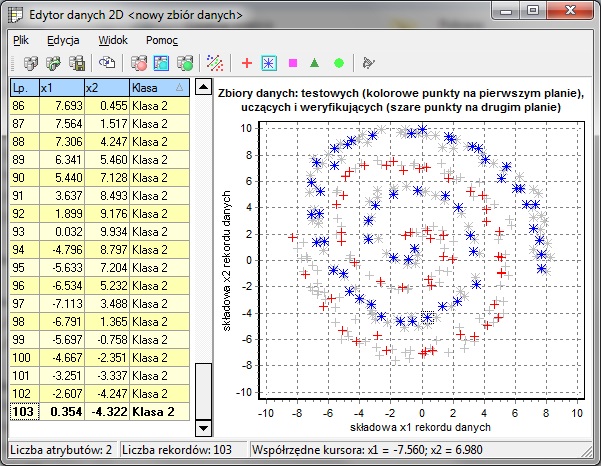 Edytor danych 2D <nowy zbiór danych>
Plik Edycja Widok Pomoc
Lp. x1 x2 Klasa
86 7.693 0.455 Klasa 2
87 7.564 1.517 Klasa 2
88 7.306 4.247 Klasa 2
89 6.341 5.460 Klasa 2
90 5.440 7.128 Klasa 2
91 3.637 8.493 Klasa 2
92 1.899 9.176 Klasa 2
93 0.032 9.934 Klasa 2
94 -4.796 8.797 Klasa 2
95 -5.633 7.204 Klasa 2
96 -6.534 5.232 Klasa 2
97 -7.113 3.488 Klasa 2
98 -6.791 1.365 Klasa 2
99 -5.697 -0.758 Klasa 2
100 -4.667 -2.351 Klasa 2
101 -3.251 -3.337 Klasa 2
102 -2.607 -4.247 Klasa 2
103 0.354 -4.322 Klasa 2
Zbiory danych: testowych (kolorowe punkty na pierwszym planie),
uczących i weryfikujących (szare punkty na drugim planie)
składowa x2 rekordu danych
10
8
6
4
2
0
-2
-4
-6
-8
-10
-10 -8 -6 -4 -2 0 2 4 6 8 10
składowa x1 rekordu danych
Liczba atrybutów: 2 Liczba rekordów: 103 Współrzędne kursora: x1 = -7.560; x2 = 6.980